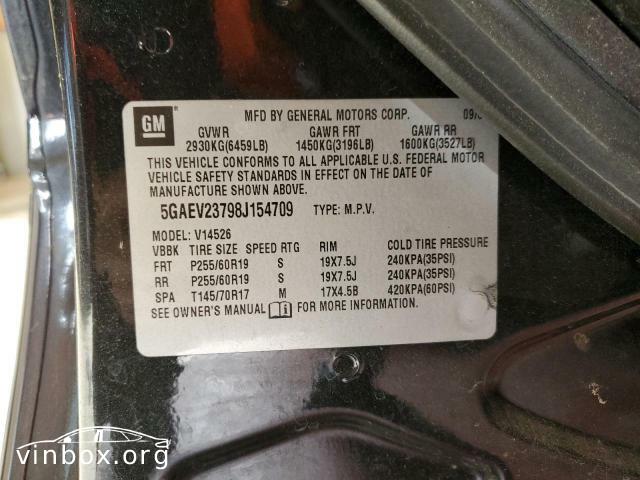 GM
MFD BY GENERAL MOTORS CORP.
GVWR GAWR FRT GAWR RR
2930KG(6459LB) 1450KG(3196LB) 1600KG(3527LB)
THIS VEHICLE CONFORMS TO ALL APPLICABLE U.S. FEDERAL MOTOR
VEHICLE SAFETY STANDARDS IN EFFECT ON THE DATE OF
MANUFACTURE SHOWN ABOVE.
5GAEV23798J154709 TYPE: M.P.V.
MODEL: V14526
VBBK TIRE SIZE SPEED RTG RIM COLD TIRE PRESSURE
FRT P255/60R19 S 19X7.5J 240KPA(35PSI)
RR P255/60R19 S 19X7.5J 240KPA(35PSI)
SPA T145/70R17 M 17X4.5B 420KPA(60PSI)
SEE OWNER'S MANUAL FOR MORE INFORMATION.
vinbox.org